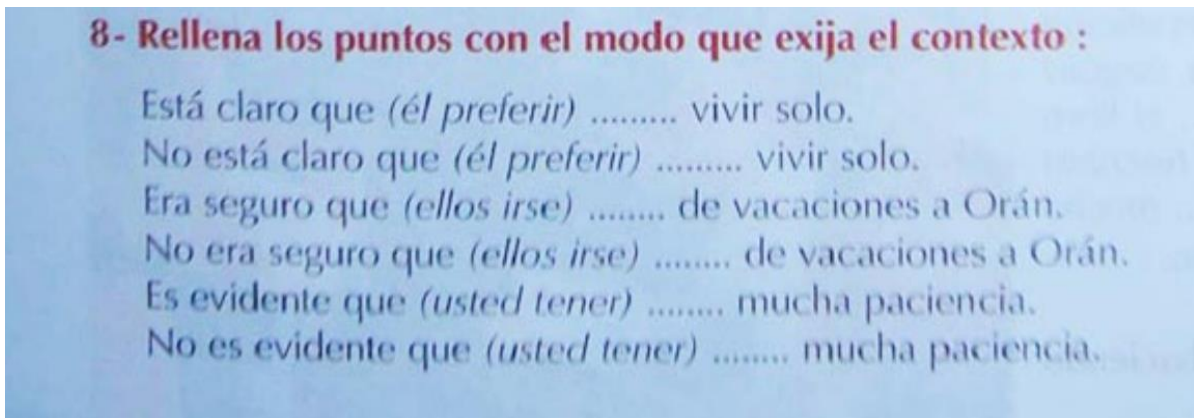 8- Rellena los puntos con el modo que exija el contexto :
Está claro que (él preferir) ......... vivir solo.
No está claro que (él preferir) ......... vivir solo.
Era seguro que (ellos irse) ........ de vacaciones a Orán.
No era seguro que (ellos irse) ........ de vacaciones a Orán.
Es evidente que (usted tener) ........ mucha paciencia.
No es evidente que (usted tener) ........ mucha paciencia.